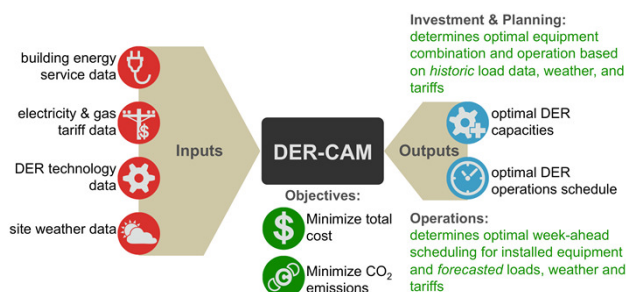 building energy
service data
electricity & gas
tariff data
DER technology
data
site weather data
Inputs
DER-CAM
Objectives:
$
Minimize total
cost
C
Minimize CO₂
emissions
Outputs
Investment & Planning:
determines optimal equipment
combination and operation based
on historic load data, weather, and
tariffs
optimal DER
capacities
optimal DER
operations schedule
Operations:
determines optimal week-ahead
scheduling for installed equipment
and forecasted loads, weather and
tariffs